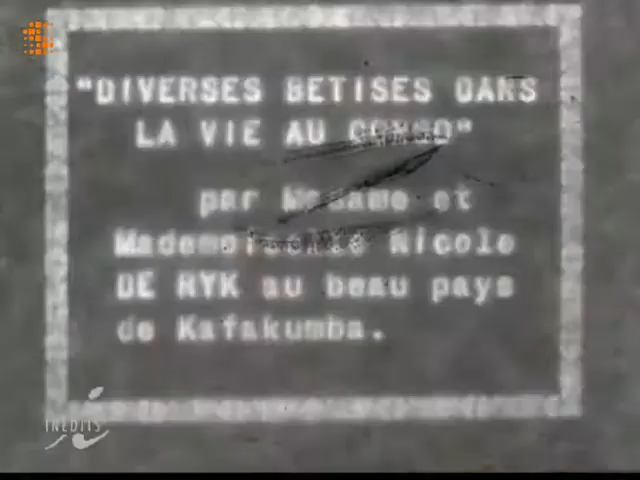 "DIVERSES BETISES DANS
LA VIE AU CONGO"
par Madame et
Mademoiselle Nicole
DE RYK au beau pays
de Kafakumba.
INÉDITS